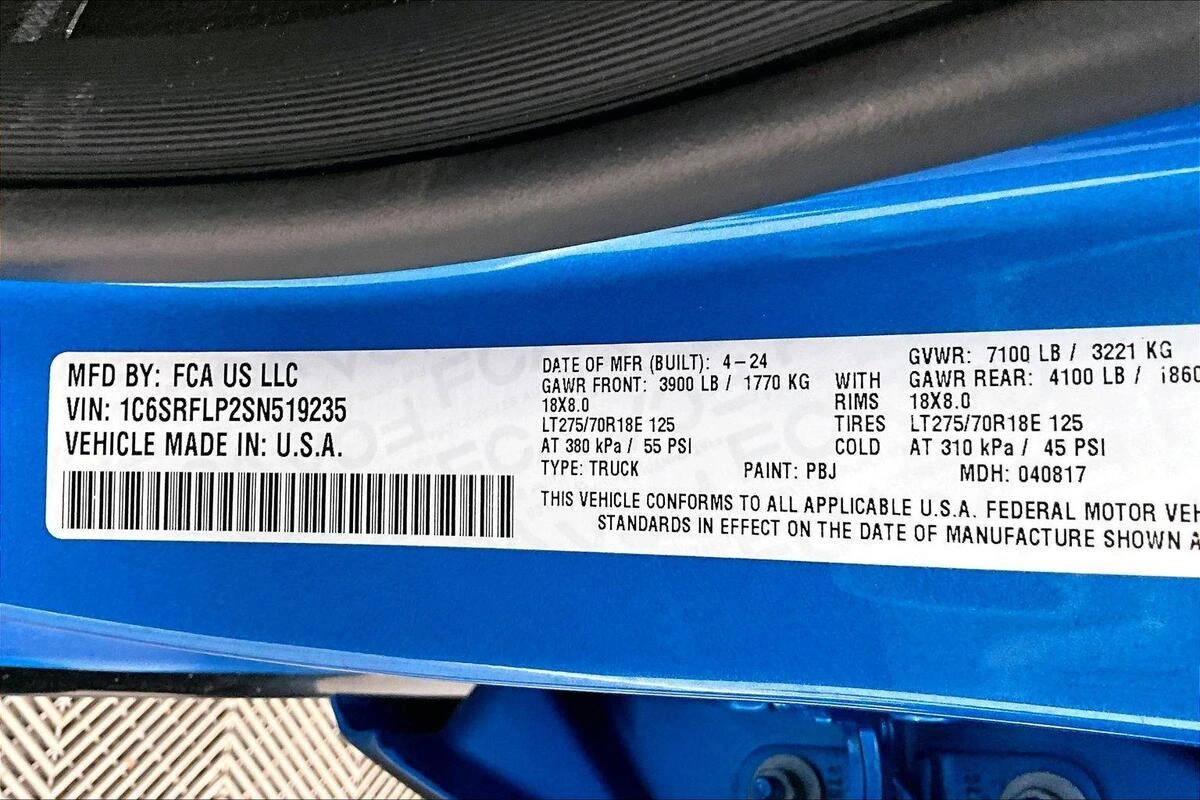 MFD BY: FCA US LLC
VIN: 1C6SRFLP2SN519235
VEHICLE MADE IN: U.S.A.
DATE OF MFR (BUILT): 4-24 GVWR: 7100 LB / 3221 KG
GAWR FRONT: 3900 LB / 1770 KG WITH GAWR REAR: 4100 LB / 1860
18X8.0 RIMS 18X8.0
LT275/70R18E 125 TIRES LT275/70R18E 125
AT 380 kPa / 55 PSI COLD AT 310 kPa / 45 PSI
TYPE: TRUCK PAINT: PBJ MDH: 040817
THIS VEHICLE CONFORMS TO ALL APPLICABLE U.S.A. FEDERAL MOTOR VEH
STANDARDS IN EFFECT ON THE DATE OF MANUFACTURE SHOWN A